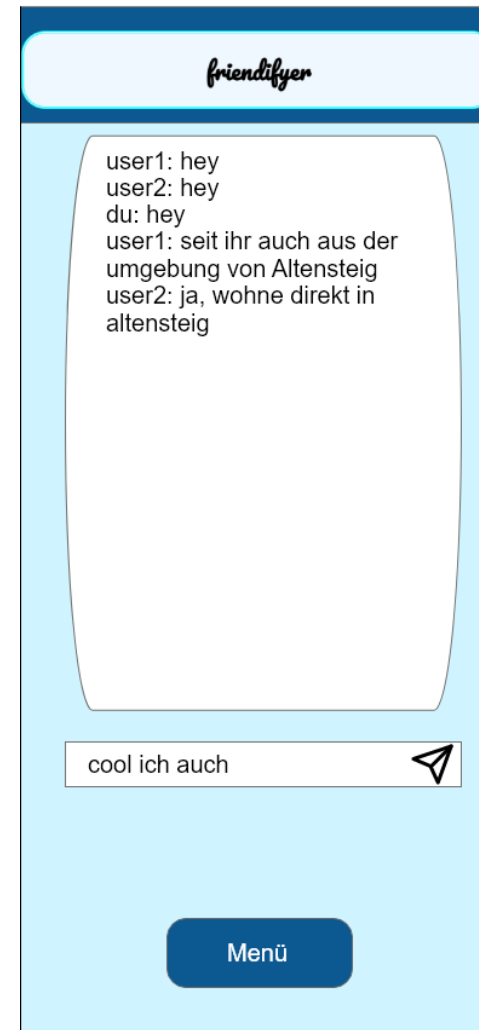 friendifyer
user1: hey
user2: hey
du: hey
user1: seit ihr auch aus der
umgebung von Altensteig
user2: ja, wohne direkt in
altensteig
cool ich auch
Menü